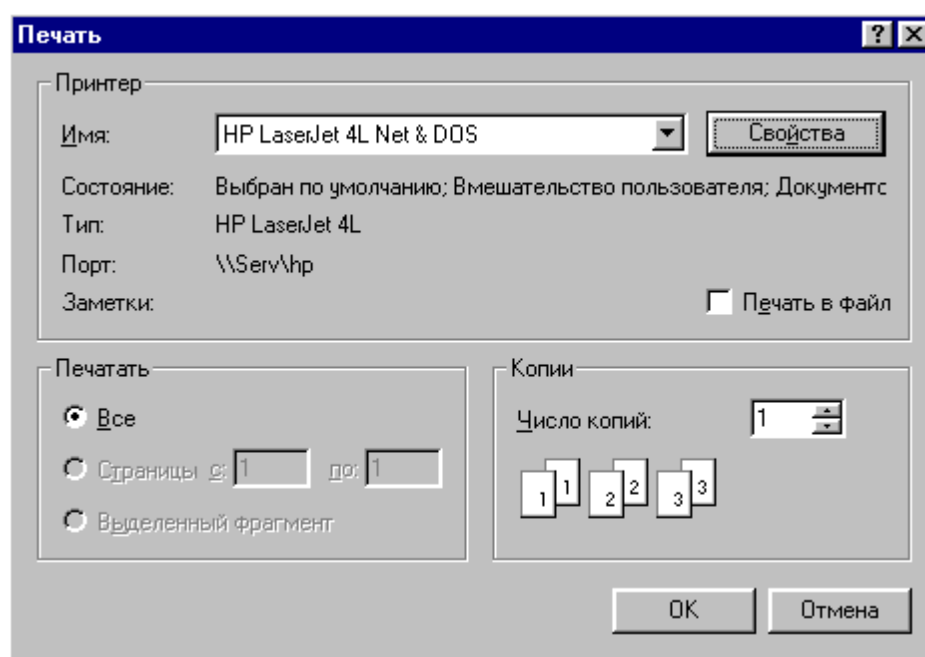 Печать
Принтер
Имя: HP LaserJet 4L Net & DOS Свойства
Состояние: Выбран по умолчанию; Вмешательство пользователя; Документс
Тип: HP LaserJet 4L
Порт: \\Serv\hp
Заметки: Печать в файл
Печатать
Все
Страницы с: 1 по: 1
Выделенный фрагмент
Копии
Число копий: 1
1 1 2 2 3 3
OK Отмена